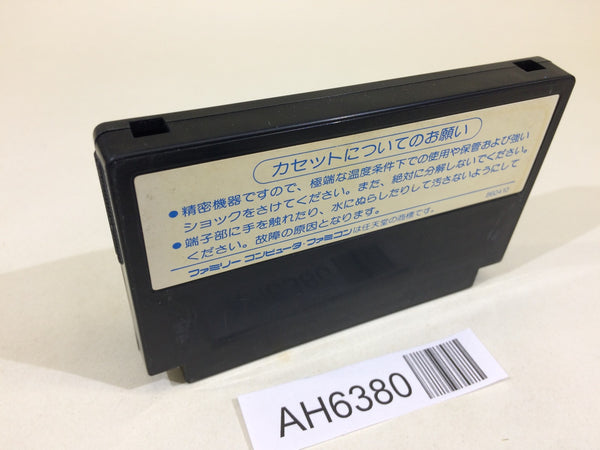 カセットについてのお願い
●精密機器ですので、極端な温度条件下での使用や保管および強い
ショックをさけてください。また、絶対に分解しないでください。
●端子部に手を触れたり、水にぬらしたりして汚さないようにして
ください。故障の原因となります。
ファミリーコンピュータ・ファミコンは任天堂の商標です。
AH6380